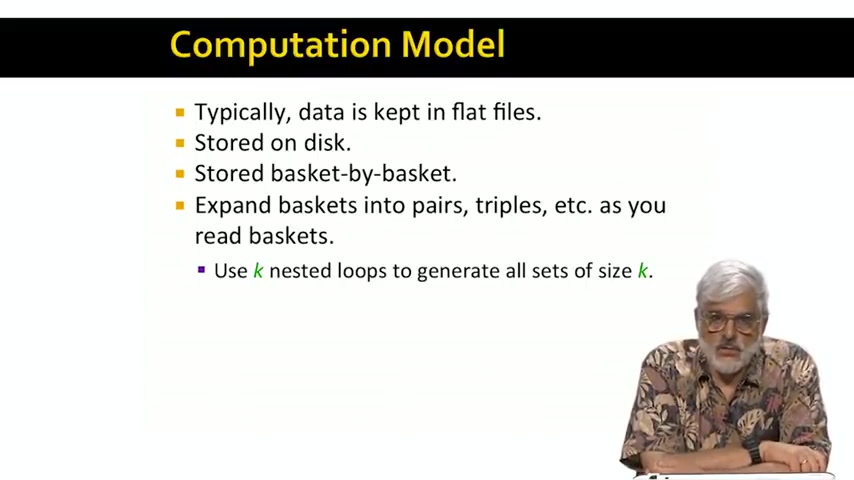 Computation Model
Typically, data is kept in flat files.
Stored on disk.
Stored basket-by-basket.
Expand baskets into pairs, triples, etc. as you
read baskets.
Use k nested loops to generate all sets of size k.